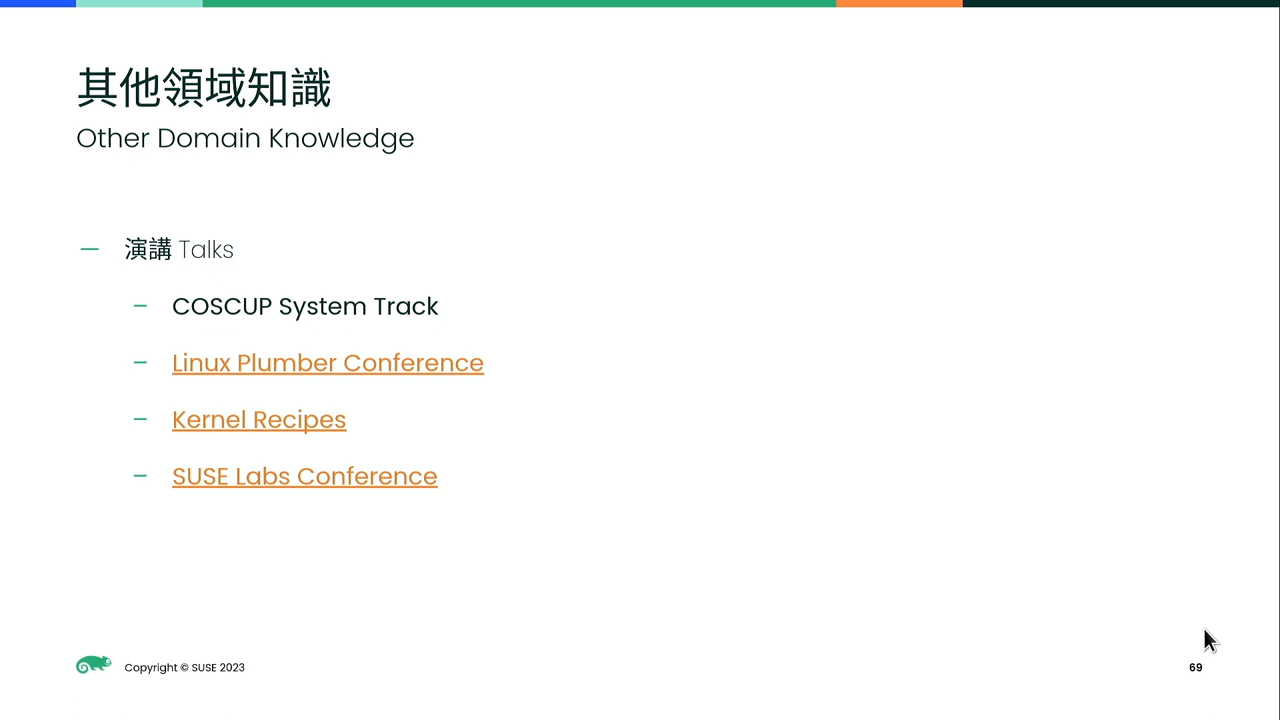 其他領域知識
Other Domain Knowledge
— 演講 Talks
– COSCUP System Track
– Linux Plumber Conference
– Kernel Recipes
– SUSE Labs Conference
Copyright © SUSE 2023
69